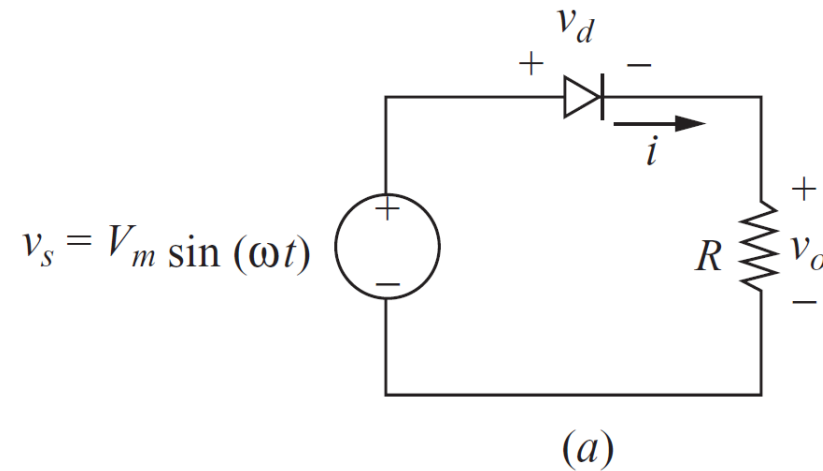 v_d
+ −
i
v_s = V_m sin (ωt)
+
−
R
+
v_o
−
(a)